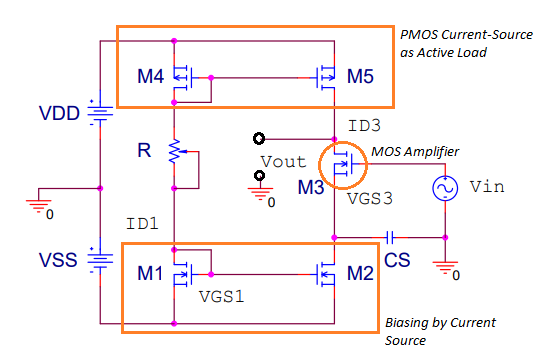 PMOS Current-Source
as Active Load
M4
M5
VDD
ID3
R
Vout
MOS Amplifier
0
0
M3
VGS3
Vin
ID1
VSS
M1
VGS1
M2
CS
0
Biasing by Current
Source